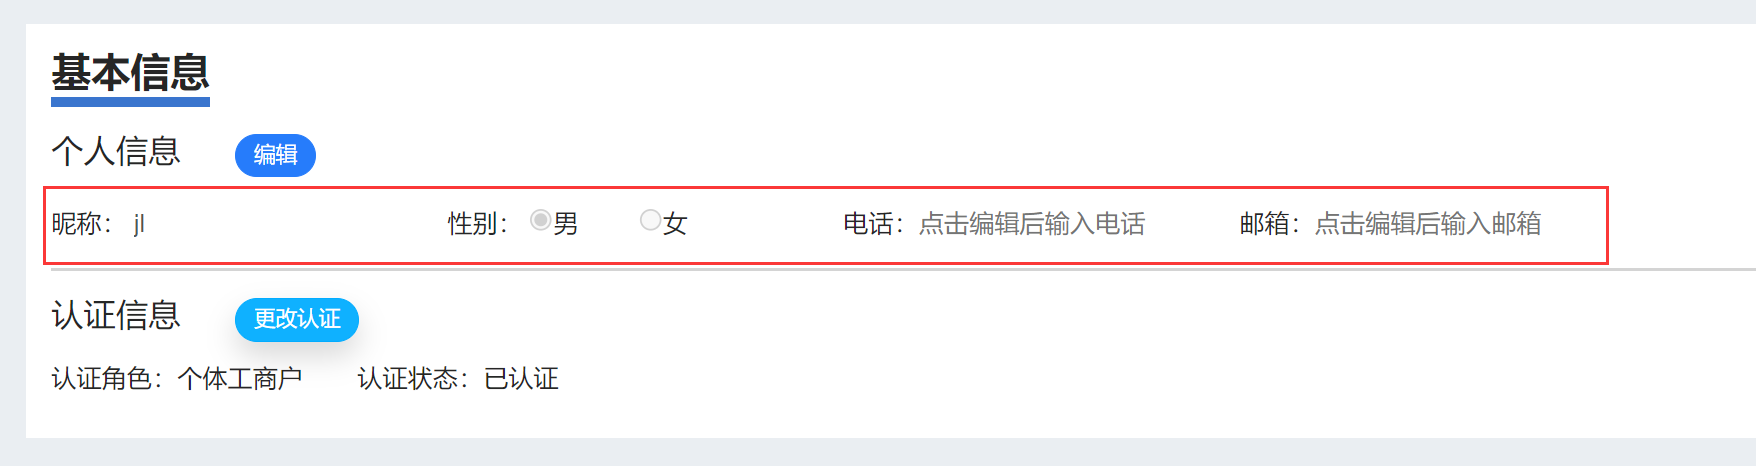 基本信息
个人信息 编辑
昵称： jl 性别： 男 女 电话：点击编辑后输入电话 邮箱：点击编辑后输入邮箱
认证信息 更改认证
认证角色：个体工商户 认证状态：已认证